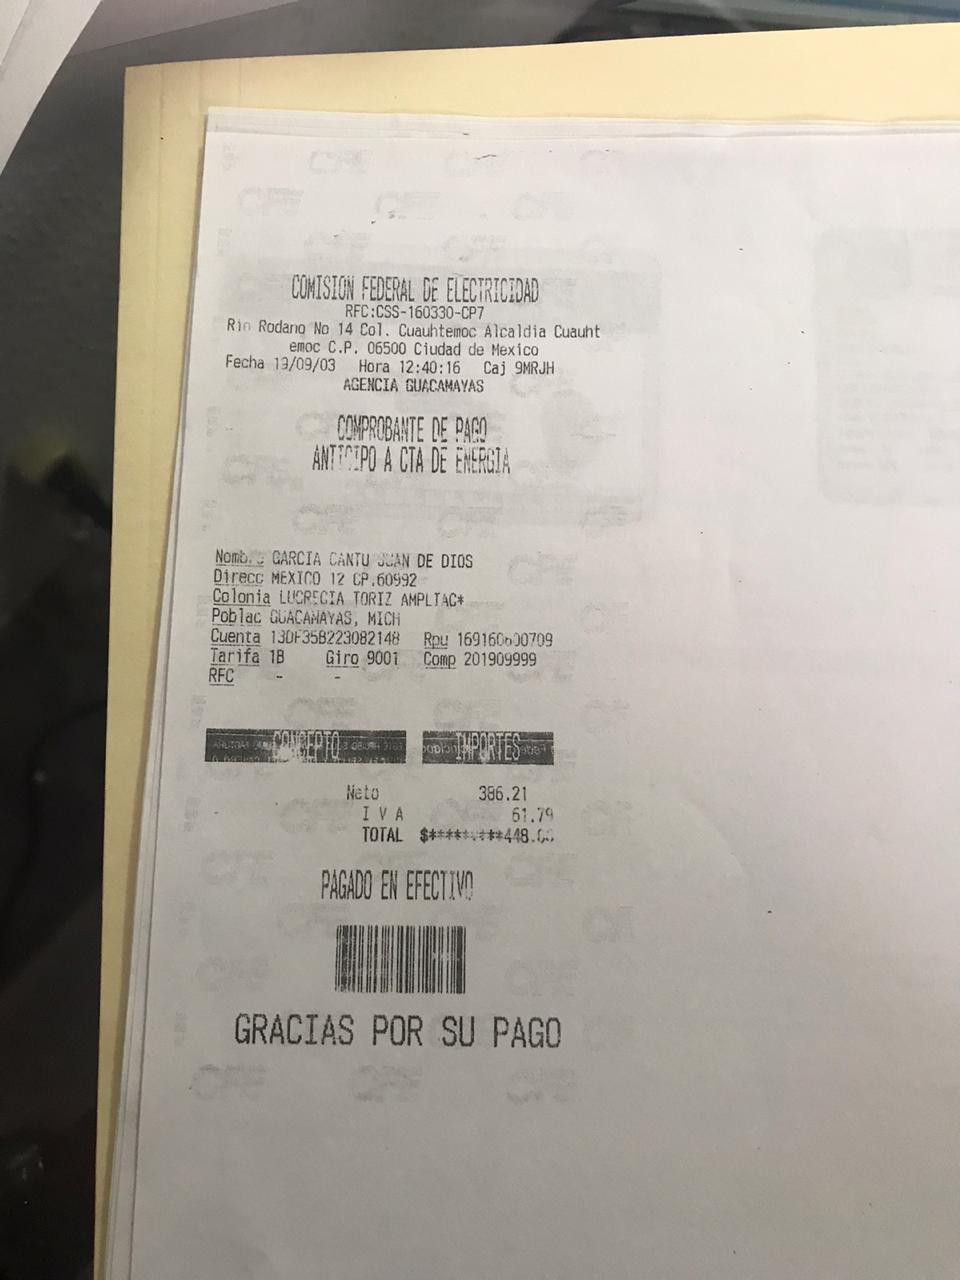 COMISION FEDERAL DE ELECTRICIDAD
RFC:CSS-160330-CP7
Rio Rodano No 14 Col. Cuauhtemoc Alcaldia Cuauht
emoc C.P. 06500 Ciudad de Mexico
Fecha 19/09/03 Hora 12:40:16 Caj 9MRJH
AGENCIA GUACAMAYAS
COMPROBANTE DE PAGO
ANTICIPO A CTA DE ENERGIA
Nombre GARCIA CANTU JUAN DE DIOS
Direcc MEXICO 12 CP.60992
Colonia LUCRECIA TORIZ AMPLIAC*
Poblac GUACAMAYAS, MICH
Cuenta 13DF35B223082148 Rpu
Tarifa 1B Giro 9001 Comp 201909999
RFC - -
CONCEPTO IMPORTES
Neto 386.21
I V A 61.79
TOTAL $*********448.00
PAGADO EN EFECTIVO
GRACIAS POR SU PAGO